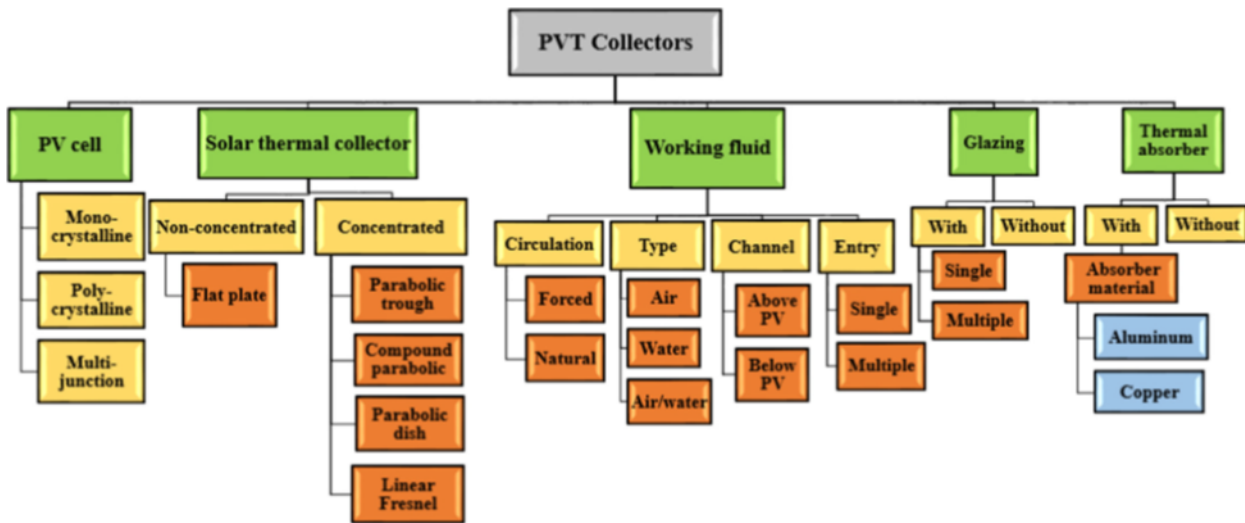 PVT Collectors
PV cell
Solar thermal collector
Working fluid
Glazing
Thermal
absorber
Mono-
crystalline
Poly-
crystalline
Multi-
junction
Non-concentrated
Flat plate
Concentrated
Parabolic
trough
Compound
parabolic
Parabolic
dish
Linear
Fresnel
Circulation
Forced
Natural
Type
Air
Water
Air/water
Channel
Above
PV
Below
PV
Entry
Single
Multiple
With
Single
Multiple
Without
With
Absorber
material
Aluminum
Copper
Without